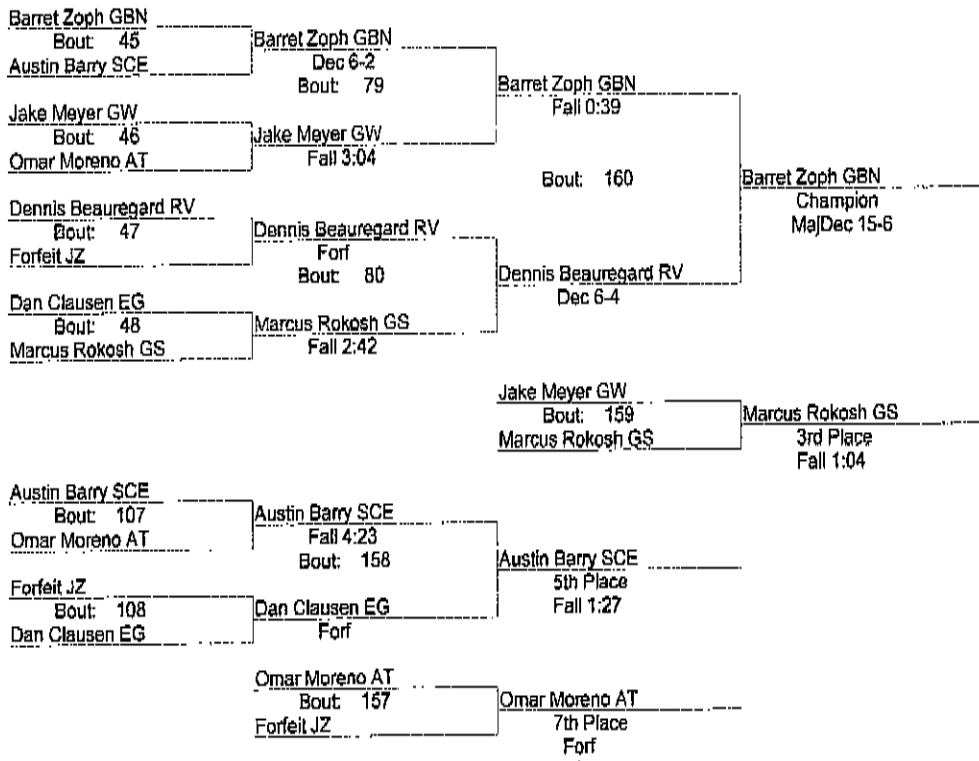 Barret Zoph GBN
Bout: 45
Austin Barry SCE
Barret Zoph GBN
Dec 6-2
Bout: 79
Jake Meyer GW
Bout: 46
Omar Moreno AT
Jake Meyer GW
Fall 3:04
Barret Zoph GBN
Fall 0:39
Dennis Beauregard RV
Bout: 47
Forfeit JZ
Dennis Beauregard RV
Forf
Bout: 80
Dan Clausen EG
Bout: 48
Marcus Rokosh GS
Marcus Rokosh GS
Fall 2:42
Dennis Beauregard RV
Dec 6-4
Bout: 160
Barret Zoph GBN
Champion
MajDec 15-6
Jake Meyer GW
Bout: 159
Marcus Rokosh GS
Marcus Rokosh GS
3rd Place
Fall 1:04
Austin Barry SCE
Bout: 107
Omar Moreno AT
Austin Barry SCE
Fall 4:23
Bout: 158
Forfeit JZ
Bout: 108
Dan Clausen EG
Dan Clausen EG
Forf
Austin Barry SCE
5th Place
Fall 1:27
Omar Moreno AT
Bout: 157
Forfeit JZ
Omar Moreno AT
7th Place
Forf